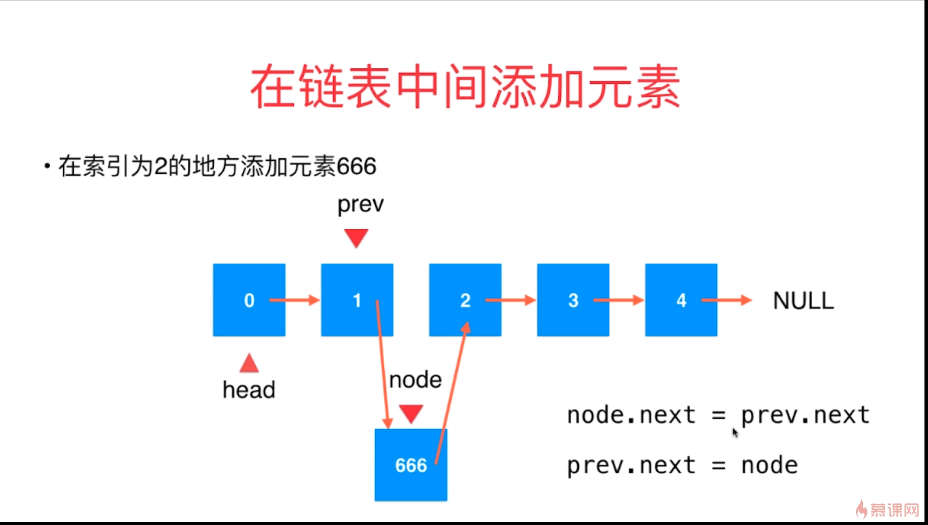 在链表中间添加元素
• 在索引为2的地方添加元素666
prev
0 1 2 3 4 NULL
head
node
666
node.next = prev.next
prev.next = node
慕课网